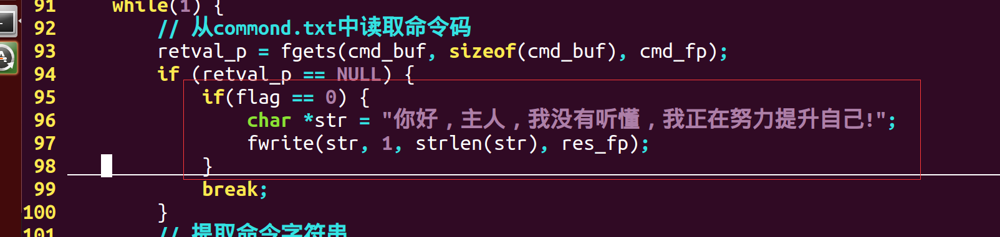 91 while(1) {
92 // 从commond.txt中读取命令码
93 retval_p = fgets(cmd_buf, sizeof(cmd_buf), cmd_fp);
94 if (retval_p == NULL) {
95 if(flag == 0) {
96 char *str = "你好，主人，我没有听懂，我正在努力提升自己!";
97 fwrite(str, 1, strlen(str), res_fp);
98 }
99 break;
100 }
101 // 提取命令字符串